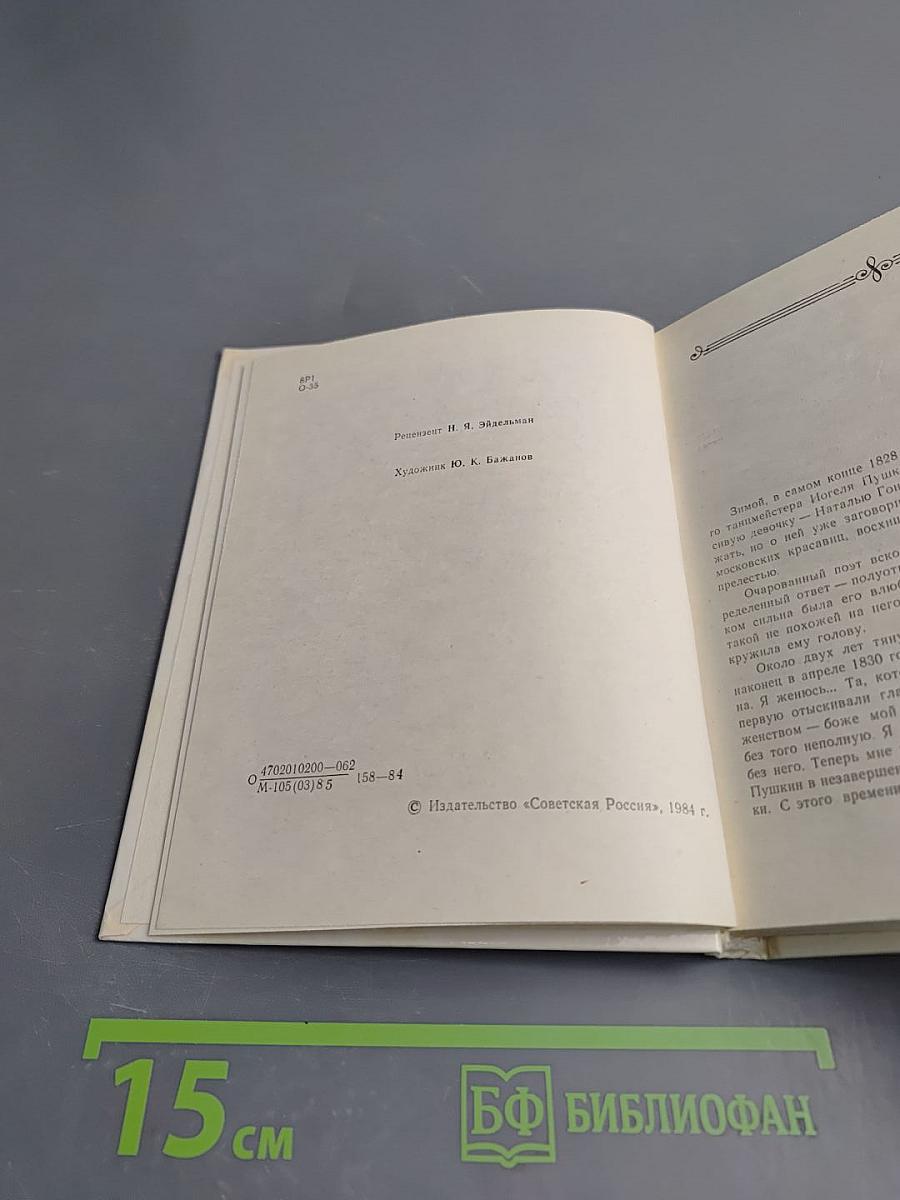 8Р1
О-35
Рецензент Н. Я. Эйдельман
Художник Ю. К. Бажанов
О 4702010200—062
М-105(03)85 158—84
© Издательство «Советская Россия», 1984 г.
Зимой, в самом конце 1828
го танцмейстера Иогеля Пушк
сивую девочку — Наталью Гон
жать, но о ней уже заговори
московских красавиц, восхищ
прелестью.
Очарованный поэт вско
ределенный ответ — полуот
ком сильна была его влюб
такой не похожей на него
кружила ему голову.
Около двух лет тяну
наконец в апреле 1830 го
на. Я женюсь... Та, кот
первую отыскивали гла
женством — боже мой
без того неполную. Я
без него. Теперь мне
Пушкин в незавершен
ки. С этого времени
15 см
БФ БИБЛИОФАН